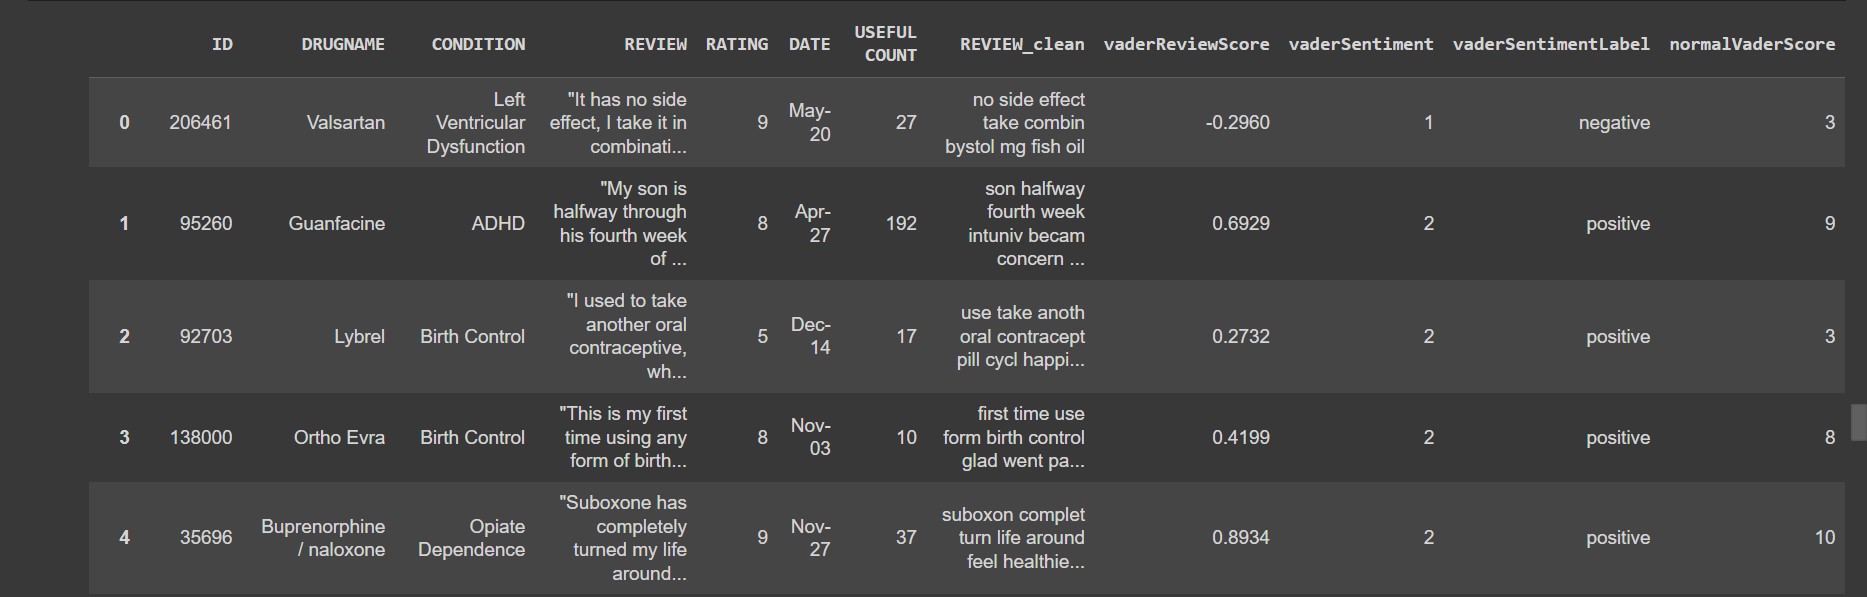 ID DRUGNAME CONDITION REVIEW RATING DATE USEFUL COUNT REVIEW_clean vaderReviewScore vaderSentiment vaderSentimentLabel normalVaderScore
0 206461 Valsartan Left Ventricular Dysfunction "It has no side effect, I take it in combinati... 9 May-20 27 no side effect take combin bystol mg fish oil -0.2960 1 negative 3
1 95260 Guanfacine ADHD "My son is halfway through his fourth week of ... 8 Apr-27 192 son halfway fourth week intuniv becam concern ... 0.6929 2 positive 9
2 92703 Lybrel Birth Control "I used to take another oral contraceptive, wh... 5 Dec-14 17 use take anoth oral contracept pill cycl happi... 0.2732 2 positive 3
3 138000 Ortho Evra Birth Control "This is my first time using any form of birth... 8 Nov-03 10 first time use form birth control glad went pa... 0.4199 2 positive 8
4 35696 Buprenorphine / naloxone Opiate Dependence "Suboxone has completely turned my life around... 9 Nov-27 37 suboxon complet turn life around feel healthie... 0.8934 2 positive 10